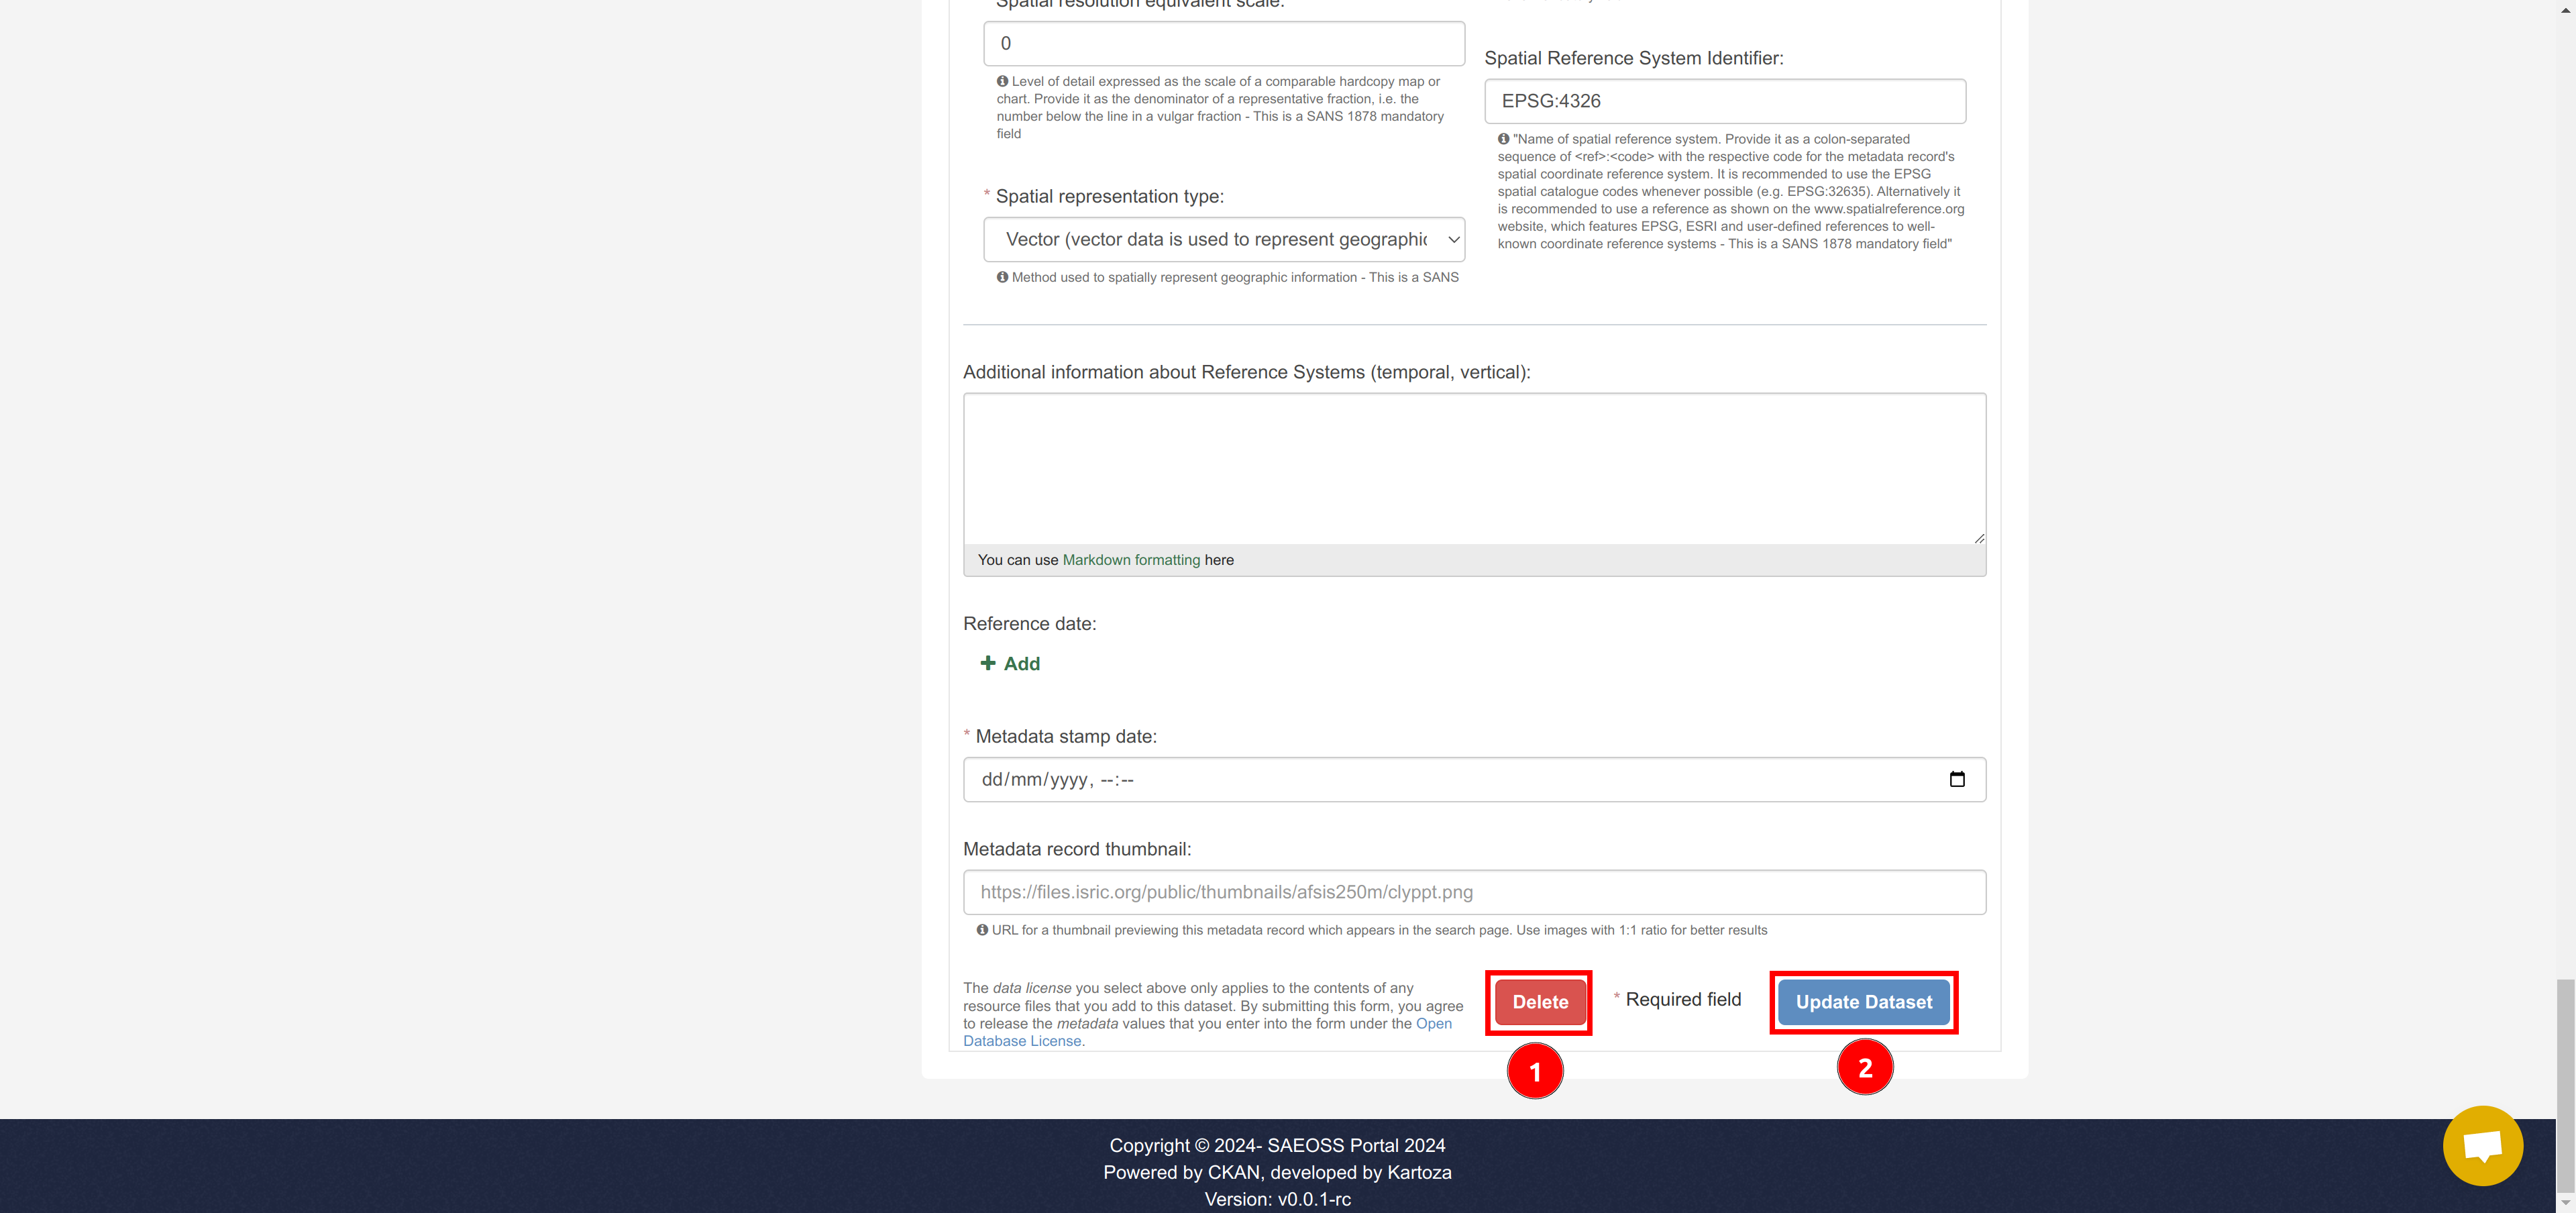 Spatial resolution equivalent scale:
0
Level of detail expressed as the scale of a comparable hardcopy map or
chart. Provide it as the denominator of a representative fraction, i.e. the
number below the line in a vulgar fraction - This is a SANS 1878 mandatory
field
* Spatial representation type:
Vector (vector data is used to represent geographic
Method used to spatially represent geographic information - This is a SANS
Spatial Reference System Identifier:
EPSG:4326
"Name of spatial reference system. Provide it as a colon-separated
sequence of <ref>:<code> with the respective code for the metadata record's
spatial coordinate reference system. It is recommended to use the EPSG
spatial catalogue codes whenever possible (e.g. EPSG:32635). Alternatively it
is recommended to use a reference as shown on the www.spatialreference.org
website, which features EPSG, ESRI and user-defined references to well-
known coordinate reference systems - This is a SANS 1878 mandatory field"
Additional information about Reference Systems (temporal, vertical):
You can use Markdown formatting here
Reference date:
+ Add
* Metadata stamp date:
dd/mm/yyyy, --:--
Metadata record thumbnail:
https://files.isric.org/public/thumbnails/afsis250m/clyppt.png
URL for a thumbnail previewing this metadata record which appears in the search page. Use images with 1:1 ratio for better results
The data license you select above only applies to the contents of any
resource files that you add to this dataset. By submitting this form, you agree
to release the metadata values that you enter into the form under the Open
Database License.
Delete
* Required field
Update Dataset
1
2
Copyright © 2024- SAEOSS Portal 2024
Powered by CKAN, developed by Kartoza
Version: v0.0.1-rc